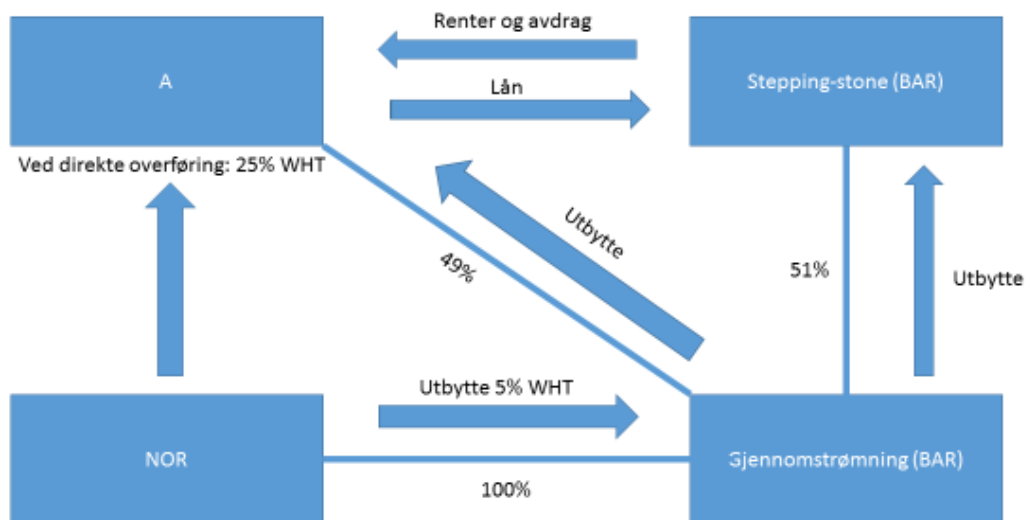 Renter og avdrag
A
Stepping-stone (BAR)
Lån
Ved direkte overføring: 25% WHT
Utbytte
49%
51%
Utbytte
Utbytte 5% WHT
NOR
Gjennomstrømning (BAR)
100%